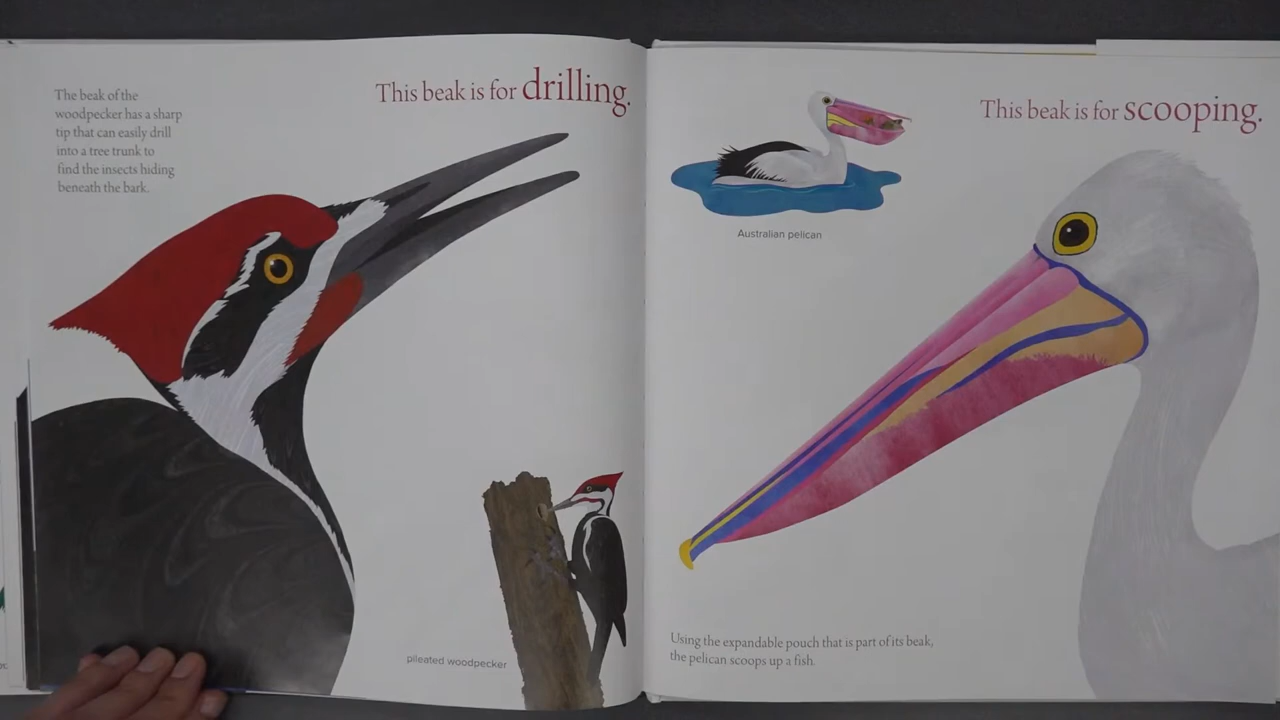 This beak is for drilling.
The beak of the
woodpecker has a sharp
tip that can easily drill
into a tree trunk to
find the insects hiding
beneath the bark.
pileated woodpecker
This beak is for scooping.
Australian pelican
Using the expandable pouch that is part of its beak,
the pelican scoops up a fish.